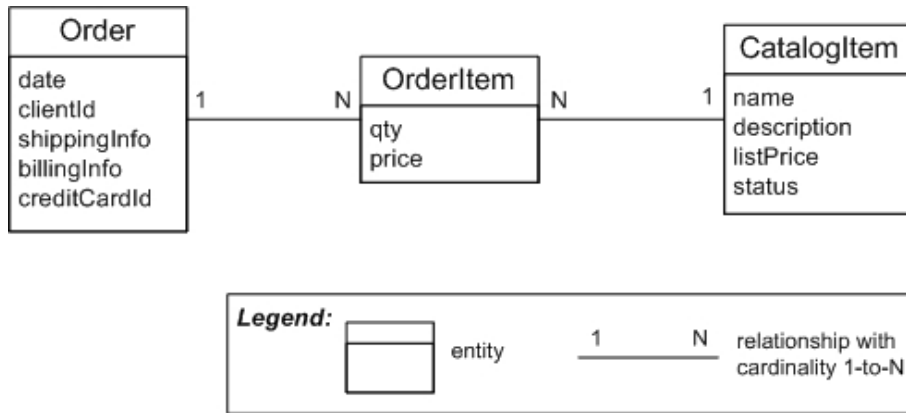 Order
date
clientId
shippingInfo
billingInfo
creditCardId
1
N
OrderItem
qty
price
N
1
CatalogItem
name
description
listPrice
status
Legend:
entity
1
N
relationship with
cardinality 1-to-N